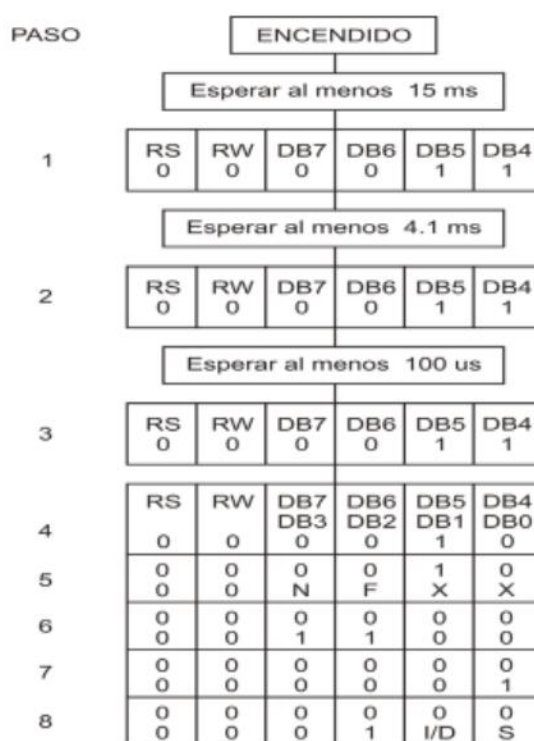 PASO ENCENDIDO
Esperar al menos 15 ms
RS RW DB7 DB6 DB5 DB4
1
0 0 0 0 1 1
Esperar al menos 4.1 ms
RS RW DB7 DB6 DB5 DB4
2
0 0 0 0 1 1
Esperar al menos 100 us
RS RW DB7 DB6 DB5 DB4
3
0 0 0 0 1 1
RS RW DB7 DB6 DB5 DB4
DB3 DB2 DB1 DB0
4
0 0 0 0 1 0
0 0 0 0 1 0
5
0 0 N F X X
0 0 0 0 0 0
6
0 0 1 1 0 0
0 0 0 0 0 0
7
0 0 0 0 0 1
0 0 0 0 0 0
8
0 0 0 1 I/D S